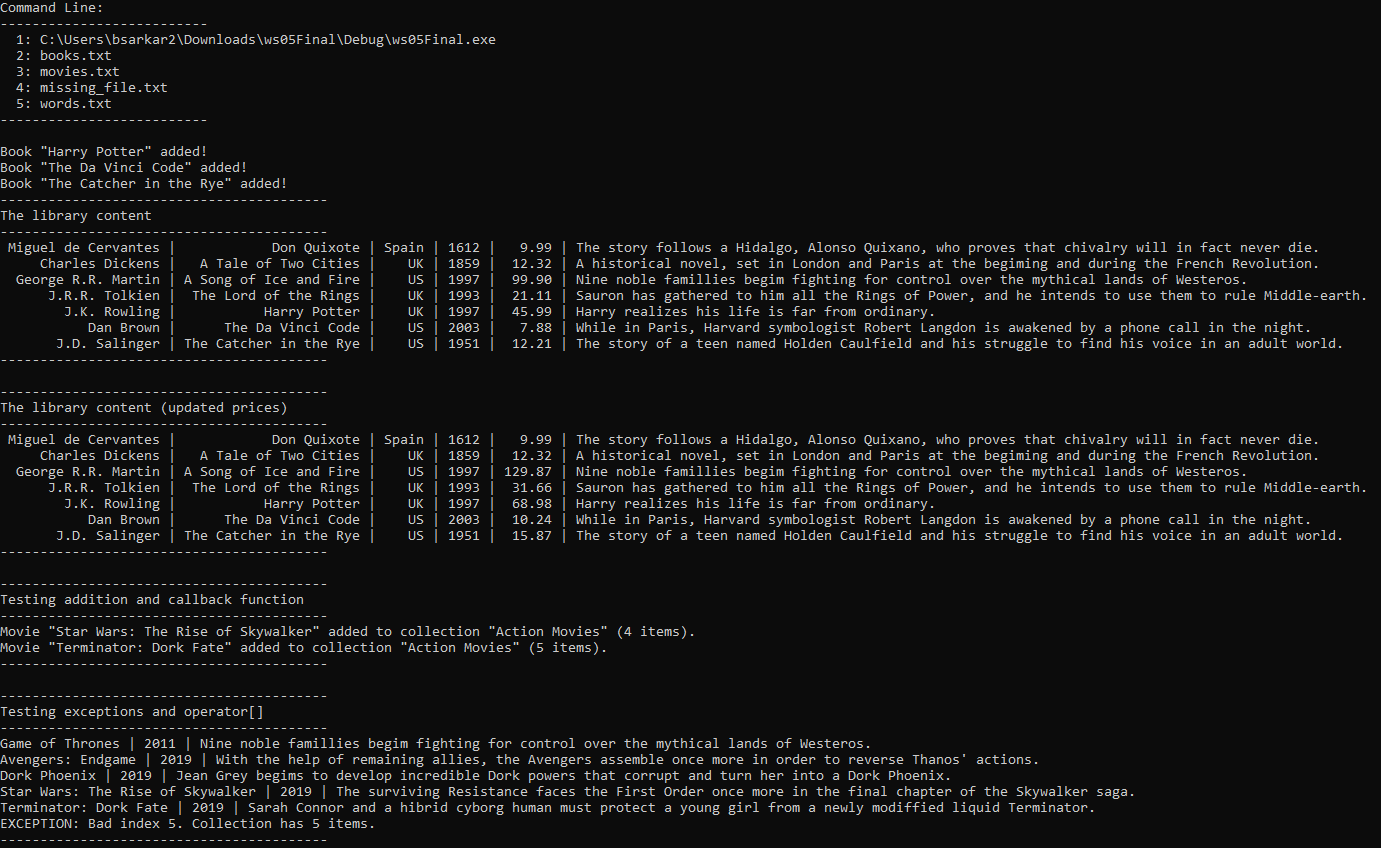 Command Line:
--------------------------
  1: C:\Users\bsarkar2\Downloads\ws05Final\Debug\ws05Final.exe
  2: books.txt
  3: movies.txt
  4: missing_file.txt
  5: words.txt
--------------------------

Book "Harry Potter" added!
Book "The Da Vinci Code" added!
Book "The Catcher in the Rye" added!
-----------------------------------------
The library content
-----------------------------------------
 Miguel de Cervantes |            Don Quixote | Spain | 1612 |   9.99 | The story follows a Hidalgo, Alonso Quixano, who proves that chivalry will in fact never die.
     Charles Dickens |   A Tale of Two Cities |    UK | 1859 |  12.32 | A historical novel, set in London and Paris at the begiming and during the French Revolution.
  George R.R. Martin | A Song of Ice and Fire |    US | 1997 |  99.90 | Nine noble famillies begim fighting for control over the mythical lands of Westeros.
      J.R.R. Tolkien |  The Lord of the Rings |    UK | 1993 |  21.11 | Sauron has gathered to him all the Rings of Power, and he intends to use them to rule Middle-earth.
        J.K. Rowling |           Harry Potter |    UK | 1997 |  45.99 | Harry realizes his life is far from ordinary.
           Dan Brown |      The Da Vinci Code |    US | 2003 |   7.88 | While in Paris, Harvard symbologist Robert Langdon is awakened by a phone call in the night.
       J.D. Salinger | The Catcher in the Rye |    US | 1951 |  12.21 | The story of a teen named Holden Caulfield and his struggle to find his voice in an adult world.
-----------------------------------------

-----------------------------------------
The library content (updated prices)
-----------------------------------------
 Miguel de Cervantes |            Don Quixote | Spain | 1612 |   9.99 | The story follows a Hidalgo, Alonso Quixano, who proves that chivalry will in fact never die.
     Charles Dickens |   A Tale of Two Cities |    UK | 1859 |  12.32 | A historical novel, set in London and Paris at the begiming and during the French Revolution.
  George R.R. Martin | A Song of Ice and Fire |    US | 1997 | 129.87 | Nine noble famillies begim fighting for control over the mythical lands of Westeros.
      J.R.R. Tolkien |  The Lord of the Rings |    UK | 1993 |  31.66 | Sauron has gathered to him all the Rings of Power, and he intends to use them to rule Middle-earth.
        J.K. Rowling |           Harry Potter |    UK | 1997 |  68.98 | Harry realizes his life is far from ordinary.
           Dan Brown |      The Da Vinci Code |    US | 2003 |  10.24 | While in Paris, Harvard symbologist Robert Langdon is awakened by a phone call in the night.
       J.D. Salinger | The Catcher in the Rye |    US | 1951 |  15.87 | The story of a teen named Holden Caulfield and his struggle to find his voice in an adult world.
-----------------------------------------

-----------------------------------------
Testing addition and callback function
-----------------------------------------
Movie "Star Wars: The Rise of Skywalker" added to collection "Action Movies" (4 items).
Movie "Terminator: Dork Fate" added to collection "Action Movies" (5 items).
-----------------------------------------

-----------------------------------------
Testing exceptions and operator[]
-----------------------------------------
Game of Thrones | 2011 | Nine noble famillies begim fighting for control over the mythical lands of Westeros.
Avengers: Endgame | 2019 | With the help of remaining allies, the Avengers assemble once more in order to reverse Thanos' actions.
Dork Phoenix | 2019 | Jean Grey begims to develop incredible Dork powers that corrupt and turn her into a Dork Phoenix.
Star Wars: The Rise of Skywalker | 2019 | The surviving Resistance faces the First Order once more in the final chapter of the Skywalker saga.
Terminator: Dork Fate | 2019 | Sarah Connor and a hibrid cyborg human must protect a young girl from a newly modiffied liquid Terminator.
EXCEPTION: Bad index 5. Collection has 5 items.
-----------------------------------------